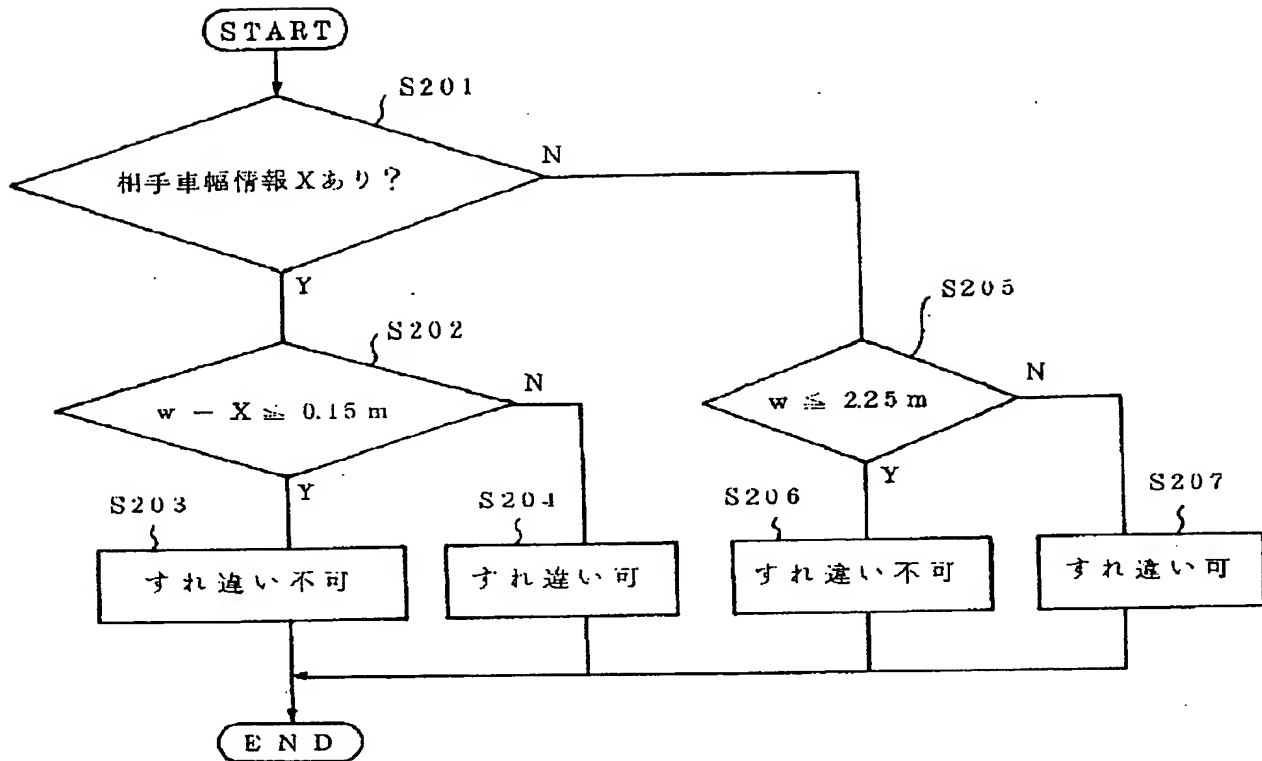 START
S201
相手車幅情報Xあり?
N
Y
S202
w − X ≦ 0.15 m
N
Y
S205
w ≦ 2.25 m
N
Y
S203
すれ違い不可
S204
すれ違い可
S206
すれ違い不可
S207
すれ違い可
END